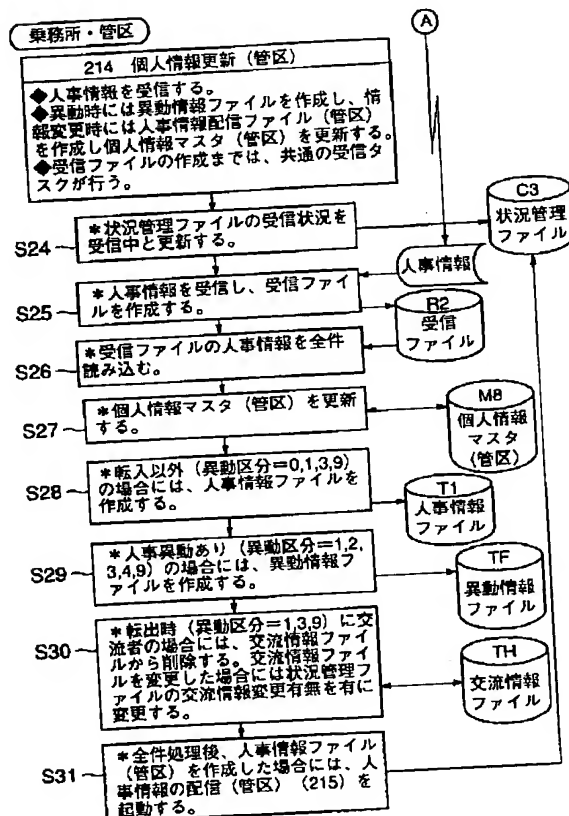 乗務所・管区
A
214 個人情報更新（管区）
◆人事情報を受信する。
◆異動時には異動情報ファイルを作成し、情
報変更時には人事情報配信ファイル（管区）
を作成し個人情報マスタ（管区）を更新する。
◆受信ファイルの作成までは、共通の受信タ
スクが行う。
C3
状況管理
ファイル
S24
＊状況管理ファイルの受信状況を
受信中と更新する。
人事情報
S25
＊人事情報を受信し、受信ファイ
ルを作成する。
R2
受信
ファイル
S26
＊受信ファイルの人事情報を全件
読み込む。
S27
＊個人情報マスタ（管区）を更新
する。
M8
個人情報
マスタ
（管区）
S28
＊転入以外（異動区分＝0,1,3,9）
の場合には、人事情報ファイルを
作成する。
T1
人事情報
ファイル
S29
＊人事異動あり（異動区分＝1,2,
3,4,9）の場合には、異動情報ファ
イルを作成する。
TF
異動情報
ファイル
S30
＊転出時（異動区分＝1,3,9）に交
流者の場合には、交流情報ファイ
ルから削除する。交流情報ファイ
ルを変更した場合には状況管理フ
ァイルの交流情報変更有無を有に
変更する。
TH
交流情報
ファイル
S31
＊全件処理後、人事情報ファイル
（管区）を作成した場合には、人
事情報の配信（管区）（215）を
起動する。